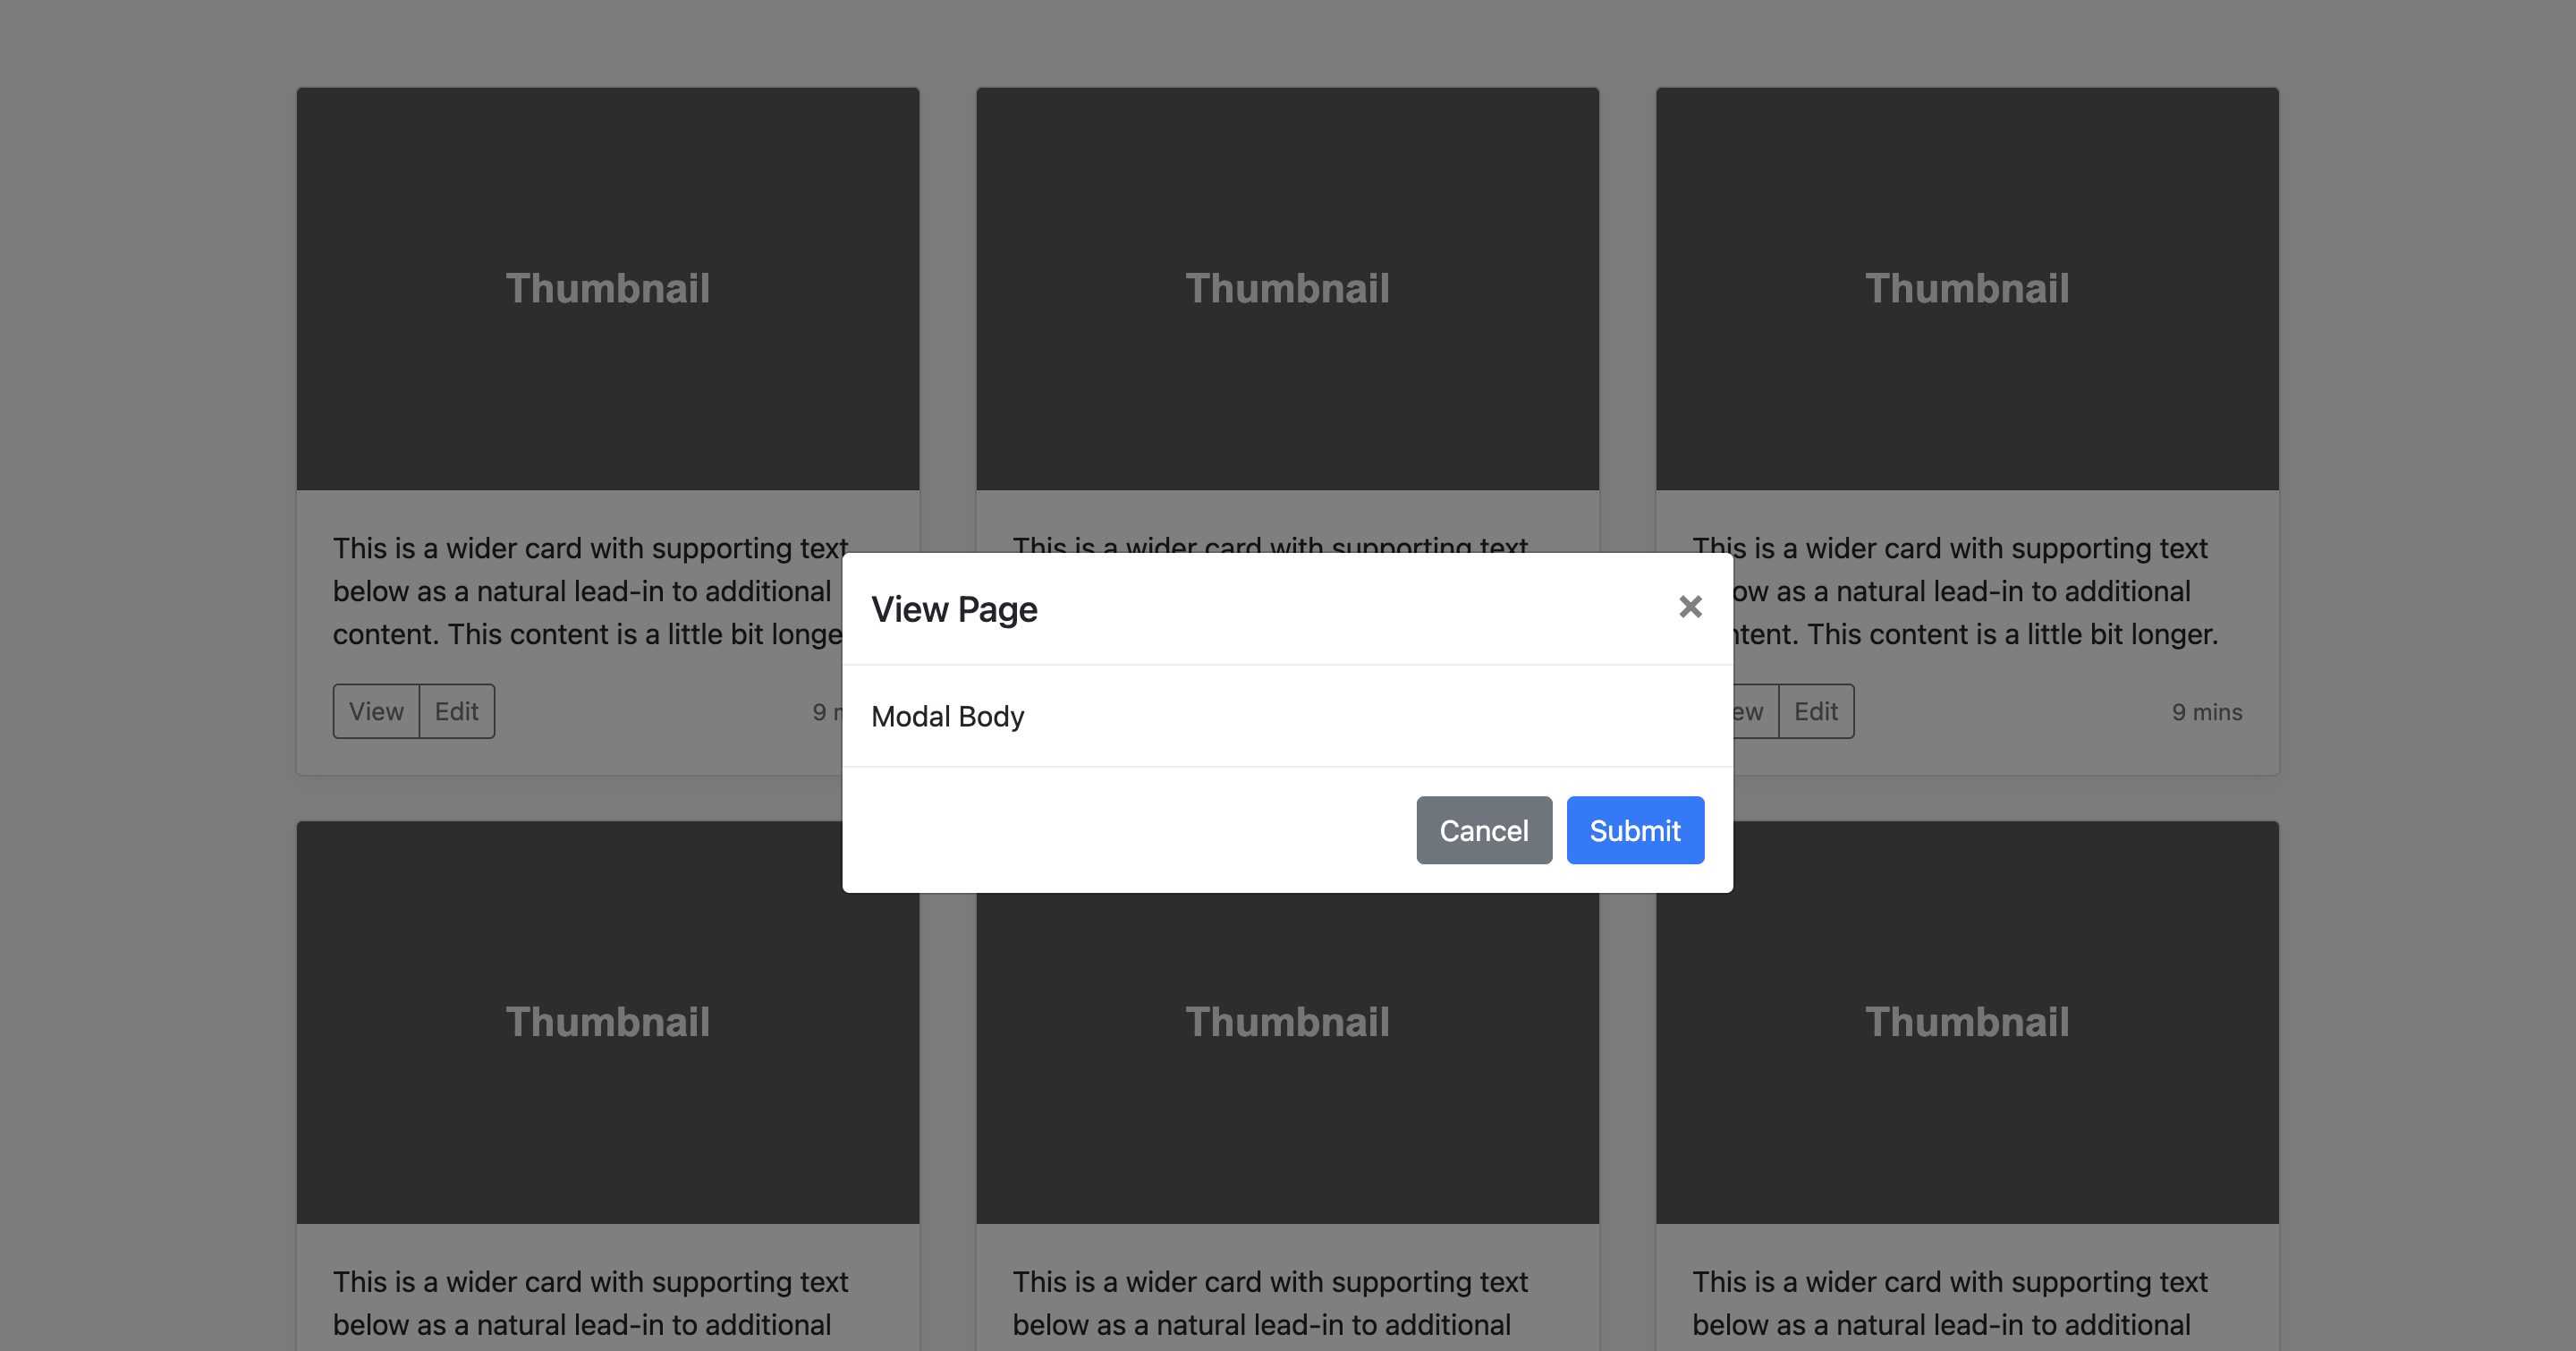 Thumbnail
Thumbnail
Thumbnail
This is a wider card with supporting text
below as a natural lead-in to additional
content. This content is a little bit longe
View
Edit
9
This is a wider card with supporting text
This is a wider card with supporting text
ow as a natural lead-in to additional
tent. This content is a little bit longer.
ew
Edit
9 mins
View Page
×
Modal Body
Cancel
Submit
Thumbnail
Thumbnail
Thumbnail
This is a wider card with supporting text
below as a natural lead-in to additional
This is a wider card with supporting text
below as a natural lead-in to additional
This is a wider card with supporting text
below as a natural lead-in to additional